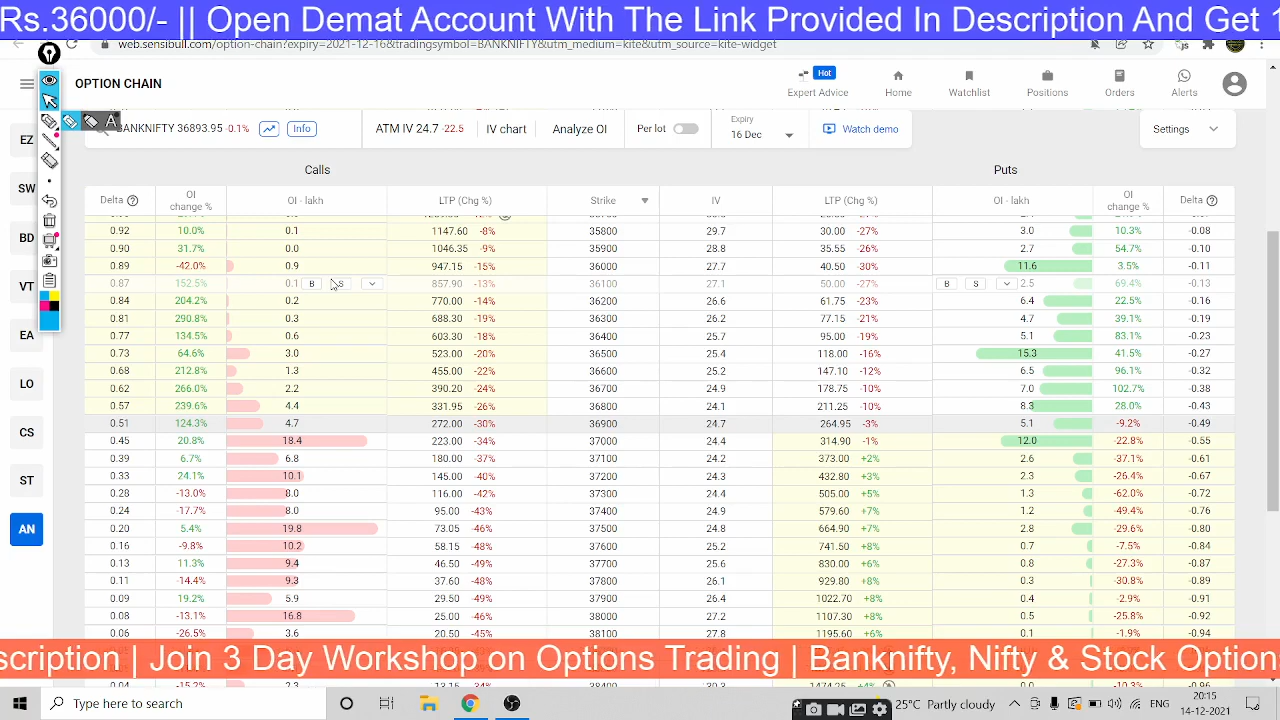 Rs.36000/- || Open Demat Account With The Link Provided In Description And Get 1
web.sensibull.com/option-chain?expiry=2021-12-16&tradingsymbol=BANKNIFTY&utm_medium=kite&utm_source=kite-widget
OPTION CHAIN
Hot
Expert Advice Home Watchlist Positions Orders Alerts
BANKNIFTY 36893.95 -0.1% Info ATM IV 24.7 -22.5 IV chart Analyze OI Per lot Expiry 16 Dec Watch demo Settings
EZ
SW
BD
VT
EA
LO
CS
ST
AN
Calls Puts
Delta OI change % OI - lakh LTP (Chg %) Strike IV LTP (Chg %) OI - lakh OI change % Delta
0.92 10.0% 0.1 1147.60 -8% 35800 29.7 30.00 -27% 3.0 10.3% -0.08
0.90 31.7% 0.0 1046.35 -9% 35900 28.8 35.55 -26% 2.7 54.7% -0.10
0.89 -42.0% 0.9 947.15 -15% 36000 27.7 40.50 -30% 11.6 3.5% -0.11
0.87 152.5% 0.1 B S 857.90 -13% 36100 27.1 50.00 -27% B S 2.5 69.4% -0.13
0.84 204.2% 0.2 770.00 -14% 36200 26.6 61.75 -23% 6.4 22.5% -0.16
0.81 290.8% 0.3 688.30 -19% 36300 26.2 77.15 -21% 4.7 39.1% -0.19
0.77 134.5% 0.6 603.30 -18% 36400 25.7 95.00 -19% 5.1 83.1% -0.23
0.73 64.6% 3.0 523.00 -20% 36500 25.4 118.00 -16% 15.3 41.5% -0.27
0.68 212.8% 1.3 455.00 -22% 36600 25.2 147.10 -12% 6.5 96.1% -0.32
0.62 266.0% 2.2 390.20 -24% 36700 24.9 178.75 -10% 7.0 102.7% -0.38
0.57 239.6% 4.4 331.95 -26% 36800 24.1 211.25 -10% 8.3 28.0% -0.43
0.51 124.3% 4.7 272.00 -30% 36900 24.7 264.95 -3% 5.1 -9.2% -0.49
0.45 20.8% 18.4 223.00 -34% 37000 24.4 314.90 -1% 12.0 -22.8% -0.55
0.39 6.7% 6.8 180.00 -37% 37100 24.2 373.00 +2% 2.6 -37.1% -0.61
0.33 24.1% 10.1 145.00 -40% 37200 24.3 432.80 +3% 2.3 -26.4% -0.67
0.28 -13.0% 8.0 116.00 -42% 37300 24.4 505.00 +5% 1.3 -62.0% -0.72
0.24 -17.7% 8.0 95.00 -43% 37400 24.9 579.60 +7% 1.2 -49.4% -0.76
0.20 5.4% 19.8 73.05 -46% 37500 24.8 664.90 +7% 2.8 -29.6% -0.80
0.16 -9.8% 10.2 58.15 -48% 37600 25.2 741.50 +8% 0.7 -7.5% -0.84
0.13 11.3% 9.4 46.50 -49% 37700 25.6 830.00 +6% 0.8 -27.3% -0.87
0.11 -14.4% 9.3 37.60 -48% 37800 26.1 929.80 +8% 0.3 -30.8% -0.89
0.09 19.2% 5.9 29.50 -49% 37900 26.4 1022.70 +8% 0.4 -2.9% -0.91
0.08 -13.1% 16.8 25.00 -46% 38000 27.2 1107.30 +8% 0.5 -25.8% -0.92
0.06 -26.5% 3.6 20.50 -45% 38100 27.8 1195.60 +6% 0.1 -1.9% -0.94
scription | Join 3 Day Workshop on Options Trading | Banknifty, Nifty & Stock Option
Type here to search
25°C Partly cloudy ENG 20:15
14-12-2021